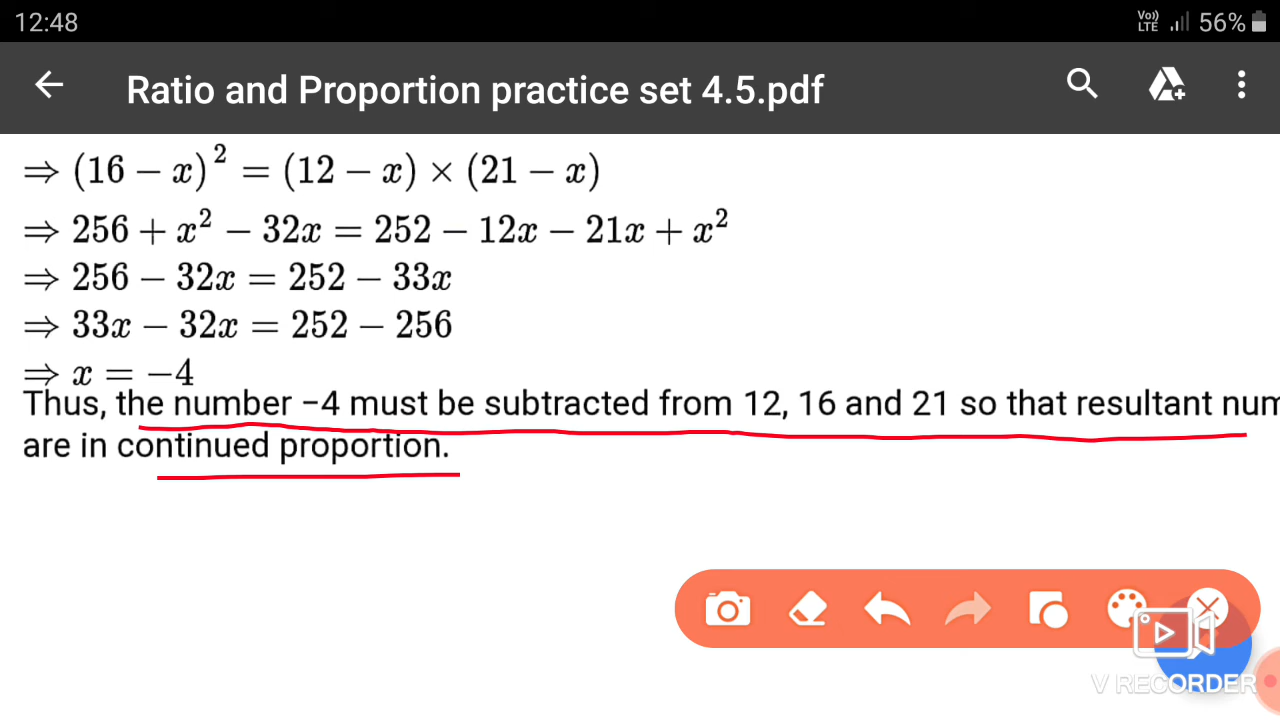 12:48
Vo)) LTE 56%
Ratio and Proportion practice set 4.5.pdf
⇒ (16 − x)² = (12 − x) × (21 − x)
⇒ 256 + x² − 32x = 252 − 12x − 21x + x²
⇒ 256 − 32x = 252 − 33x
⇒ 33x − 32x = 252 − 256
⇒ x = −4
Thus, the number −4 must be subtracted from 12, 16 and 21 so that resultant num
are in continued proportion.
V RECORDER